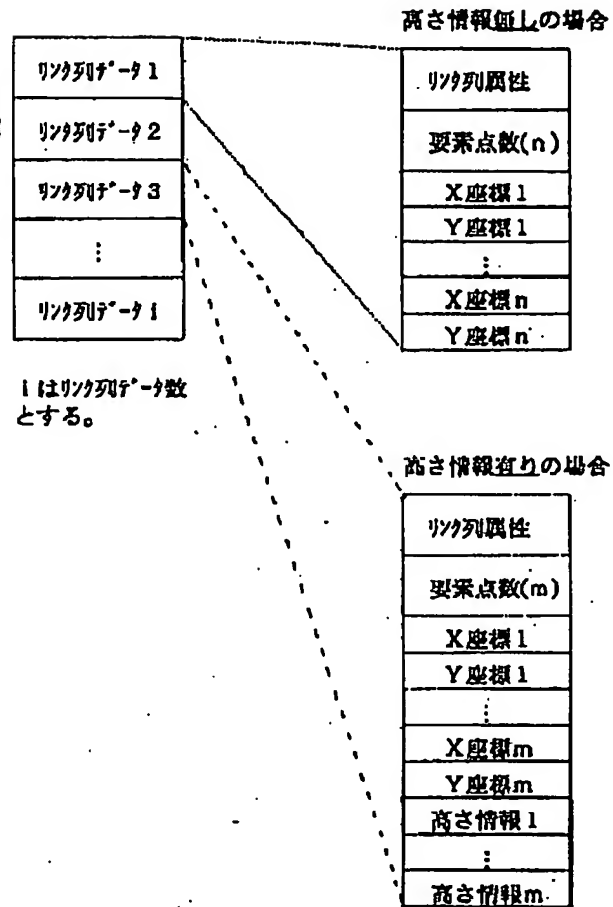 リンク列データ1
リンク列データ2
リンク列データ3
⋮
リンク列データi
iはリンク列データ数
とする。
高さ情報無しの場合
リンク列属性
要素点数(n)
X座標1
Y座標1
⋮
X座標n
Y座標n
高さ情報有りの場合
リンク列属性
要素点数(m)
X座標1
Y座標1
⋮
X座標m
Y座標m
高さ情報1
⋮
高さ情報m